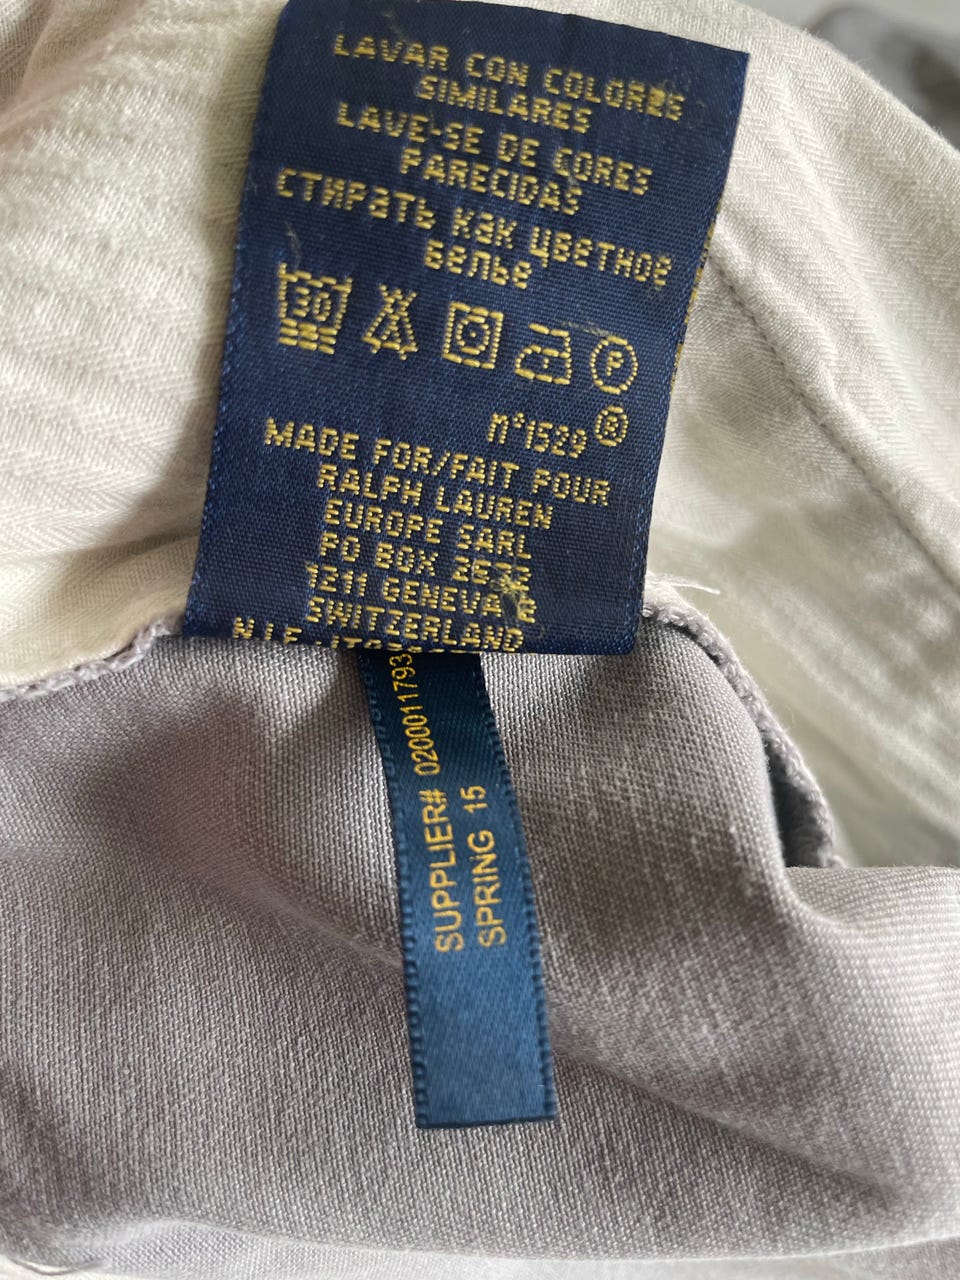 LAVAR CON COLORES
SIMILARES
LAVE-SE DE CORES
PARECIDAS
СТИРАТЬ КАК ЦВЕТНОЕ
БЕЛЬЕ
30
P
n°1529 ®
MADE FOR/FAIT POUR
RALPH LAUREN
EUROPE SARL
PO BOX
1211 GENEVA
SWITZERLAND
SUPPLIER# 0200011793
SPRING 15